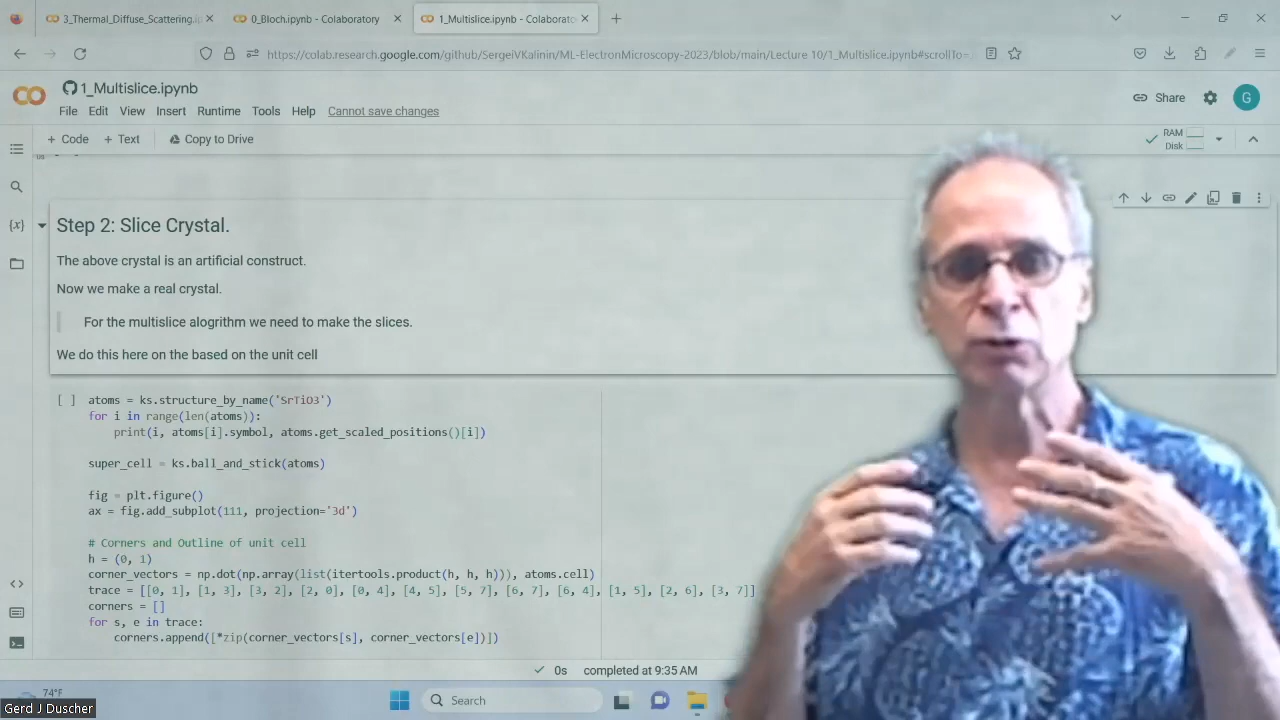 3_Thermal_Diffuse_Scattering.ip
0_Bloch.ipynb - Colaboratory
1_Multislice.ipynb - Colaborato
https://colab.research.google.com/github/SergeiVKalinin/ML-ElectronMicroscopy-2023/blob/main/Lecture 10/1_Multislice.ipynb#scrollTo=
1_Multislice.ipynb
Share
G
File Edit View Insert Runtime Tools Help Cannot save changes
+ Code + Text Copy to Drive
RAM
Disk
{x}
Step 2: Slice Crystal.
The above crystal is an artificial construct.
Now we make a real crystal.
For the multislice alogrithm we need to make the slices.
We do this here on the based on the unit cell
[ ] atoms = ks.structure_by_name('SrTiO3')
for i in range(len(atoms)):
print(i, atoms[i].symbol, atoms.get_scaled_positions()[i])
super_cell = ks.ball_and_stick(atoms)
fig = plt.figure()
ax = fig.add_subplot(111, projection='3d')
# Corners and Outline of unit cell
h = (0, 1)
corner_vectors = np.dot(np.array(list(itertools.product(h, h, h))), atoms.cell)
trace = [[0, 1], [1, 3], [3, 2], [2, 0], [0, 4], [4, 5], [5, 7], [6, 7], [6, 4], [1, 5], [2, 6], [3, 7]]
corners = []
for s, e in trace:
corners.append([*zip(corner_vectors[s], corner_vectors[e])])
0s completed at 9:35 AM
74°F
Search
Gerd J Duscher